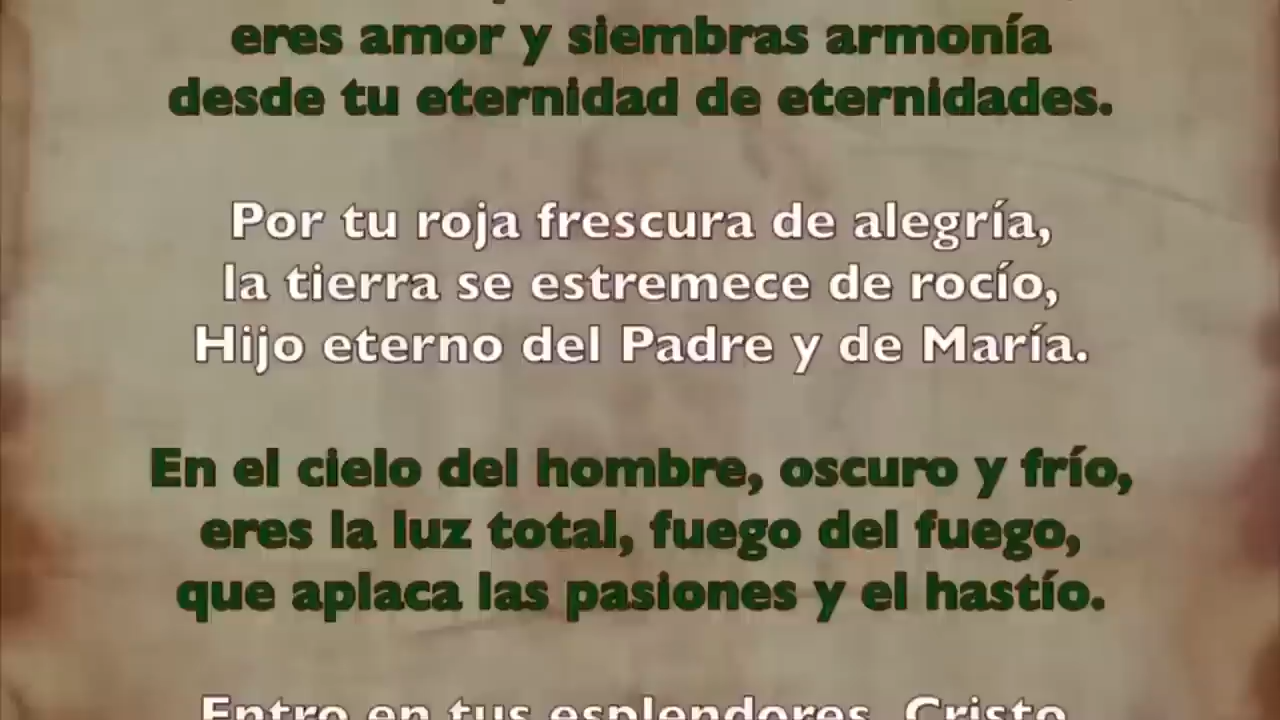 eres amor y siembras armonía
desde tu eternidad de eternidades.
Por tu roja frescura de alegría,
la tierra se estremece de rocío,
Hijo eterno del Padre y de María.
En el cielo del hombre, oscuro y frío,
eres la luz total, fuego del fuego,
que aplaca las pasiones y el hastío.
Entro en tus esplendores, Cristo